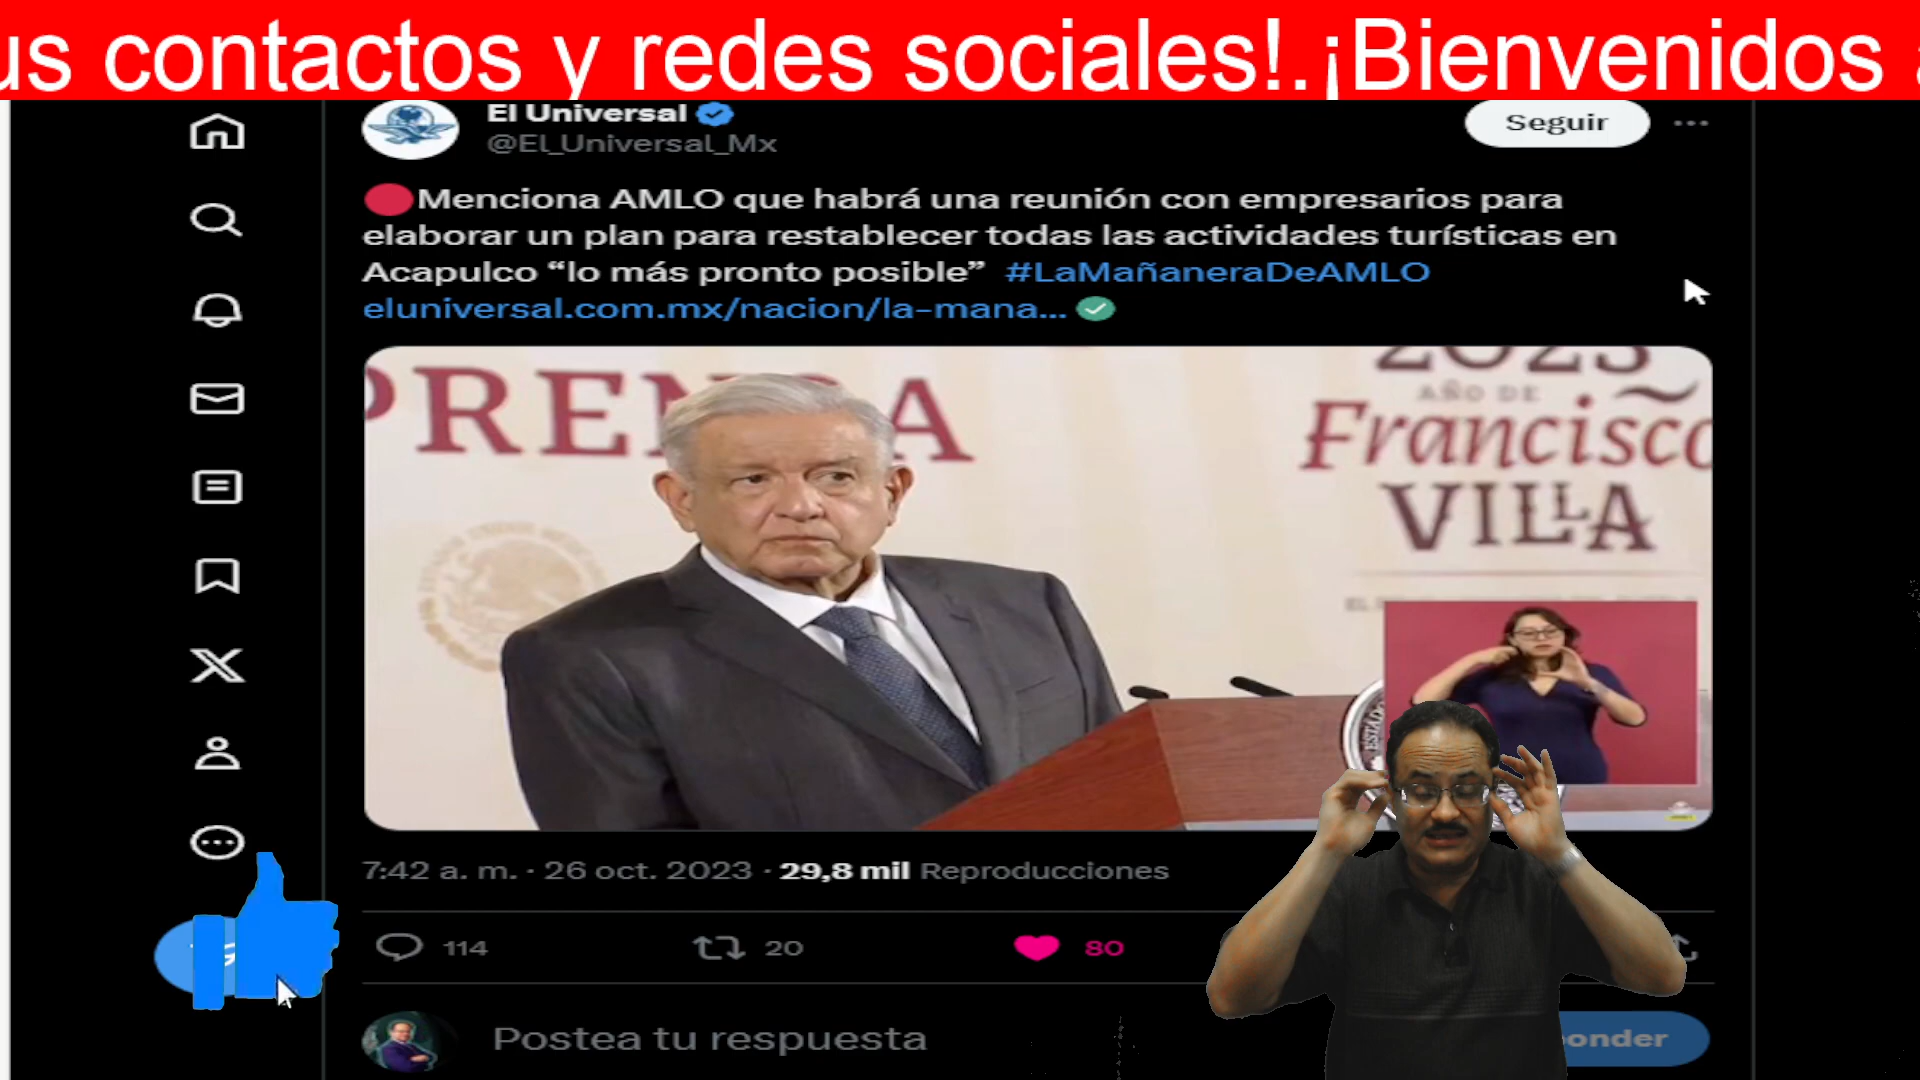 us contactos y redes sociales!.¡Bienvenidos a
El Universal
@El_Universal_Mx
Seguir
Menciona AMLO que habrá una reunión con empresarios para
elaborar un plan para restablecer todas las actividades turísticas en
Acapulco “lo más pronto posible” #LaMañaneraDeAMLO
eluniversal.com.mx/nacion/la-mana...
PRENSA
2023
AÑO DE
Francisco
VILLA
7:42 a. m. · 26 oct. 2023 · 29,8 mil Reproducciones
114
20
80
Postea tu respuesta
ponder